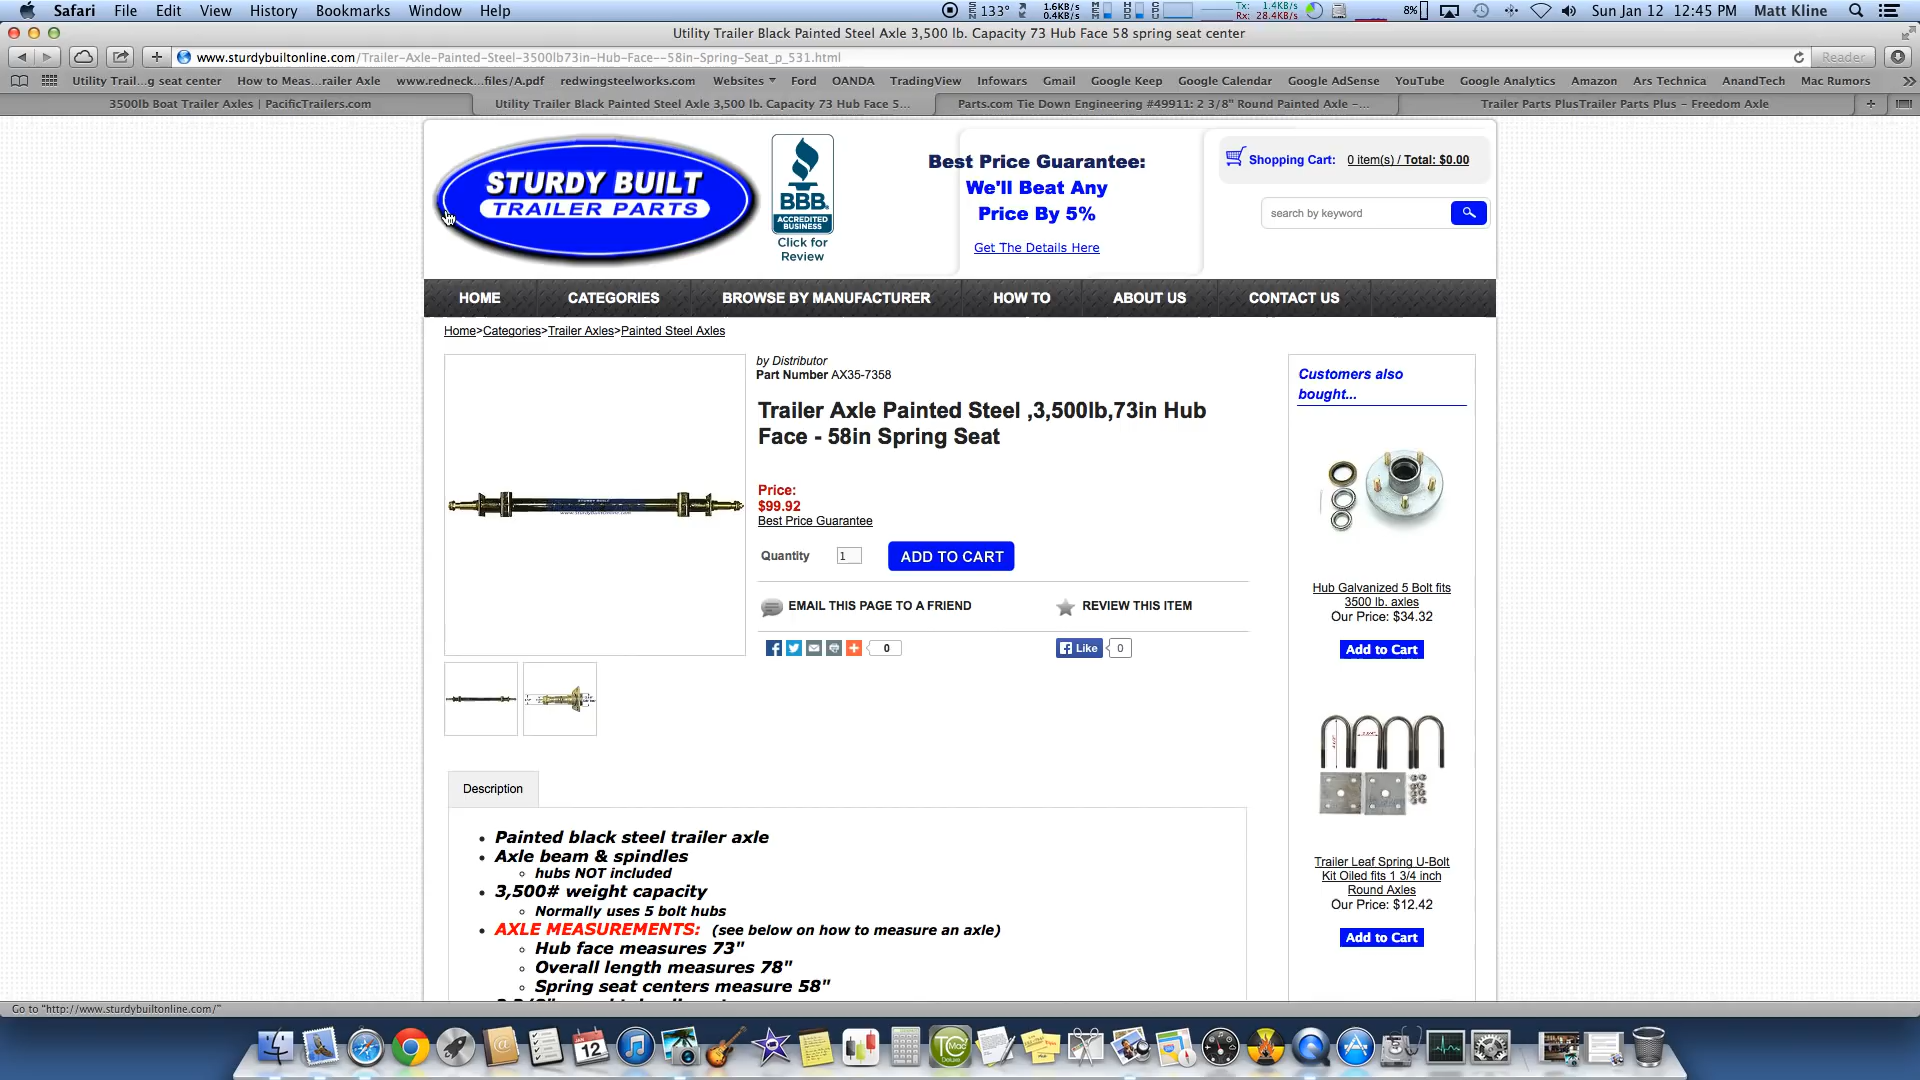 Safari File Edit View History Bookmarks Window Help
133° 1.6KB/s 0.4KB/s Tx: 1.4KB/s Rx: 28.4KB/s 8% Sun Jan 12 12:45 PM Matt Kline
Utility Trailer Black Painted Steel Axle 3,500 lb. Capacity 73 Hub Face 58 spring seat center
www.sturdybuiltonline.com/Trailer-Axle-Painted-Steel-3500lb73in-Hub-Face--58in-Spring-Seat_p_531.html
Reader
Utility Trail...g seat center How to Meas...railer Axle www.redneck...files/A.pdf redwingsteelworks.com Websites Ford OANDA TradingView Infowars Gmail Google Keep Google Calendar Google AdSense YouTube Google Analytics Amazon Ars Technica AnandTech Mac Rumors
3500lb Boat Trailer Axles | PacificTrailers.com
Utility Trailer Black Painted Steel Axle 3,500 lb. Capacity 73 Hub Face 5...
Parts.com Tie Down Engineering #49911: 2 3/8" Round Painted Axle –...
Trailer Parts PlusTrailer Parts Plus – Freedom Axle
STURDY BUILT
TRAILER PARTS
BBB
ACCREDITED
BUSINESS
Click for
Review
Best Price Guarantee:
We'll Beat Any
Price By 5%
Get The Details Here
Shopping Cart: 0 item(s) / Total: $0.00
search by keyword
HOME CATEGORIES BROWSE BY MANUFACTURER HOW TO ABOUT US CONTACT US
Home>Categories>Trailer Axles>Painted Steel Axles
by Distributor
Part Number AX35-7358
Trailer Axle Painted Steel ,3,500lb,73in Hub
Face - 58in Spring Seat
Price:
$99.92
Best Price Guarantee
Quantity 1 ADD TO CART
EMAIL THIS PAGE TO A FRIEND REVIEW THIS ITEM
0 Like 0
Customers also
bought...
Hub Galvanized 5 Bolt fits
3500 lb. axles
Our Price: $34.32
Add to Cart
Trailer Leaf Spring U-Bolt
Kit Oiled fits 1 3/4 inch
Round Axles
Our Price: $12.42
Add to Cart
Description
Painted black steel trailer axle
Axle beam & spindles
hubs NOT included
3,500# weight capacity
Normally uses 5 bolt hubs
AXLE MEASUREMENTS: (see below on how to measure an axle)
Hub face measures 73"
Overall length measures 78"
Spring seat centers measure 58"
Go to "http://www.sturdybuiltonline.com/"